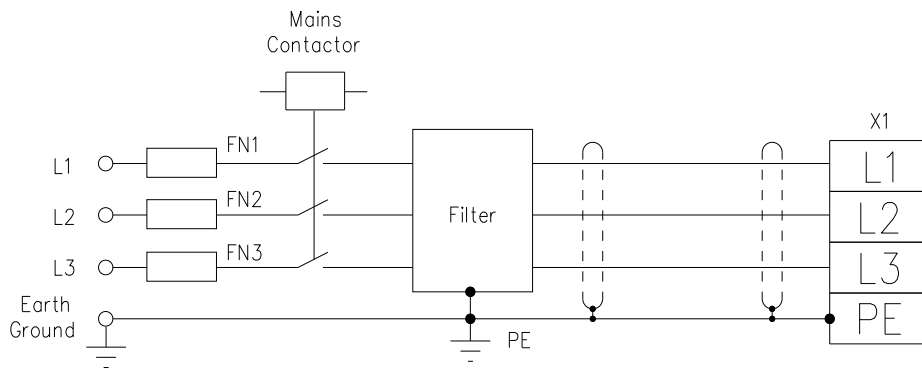 Mains
Contactor
X1
L1 FN1 L1
L2 FN2 Filter L2
L3 FN3 L3
Earth
Ground PE PE